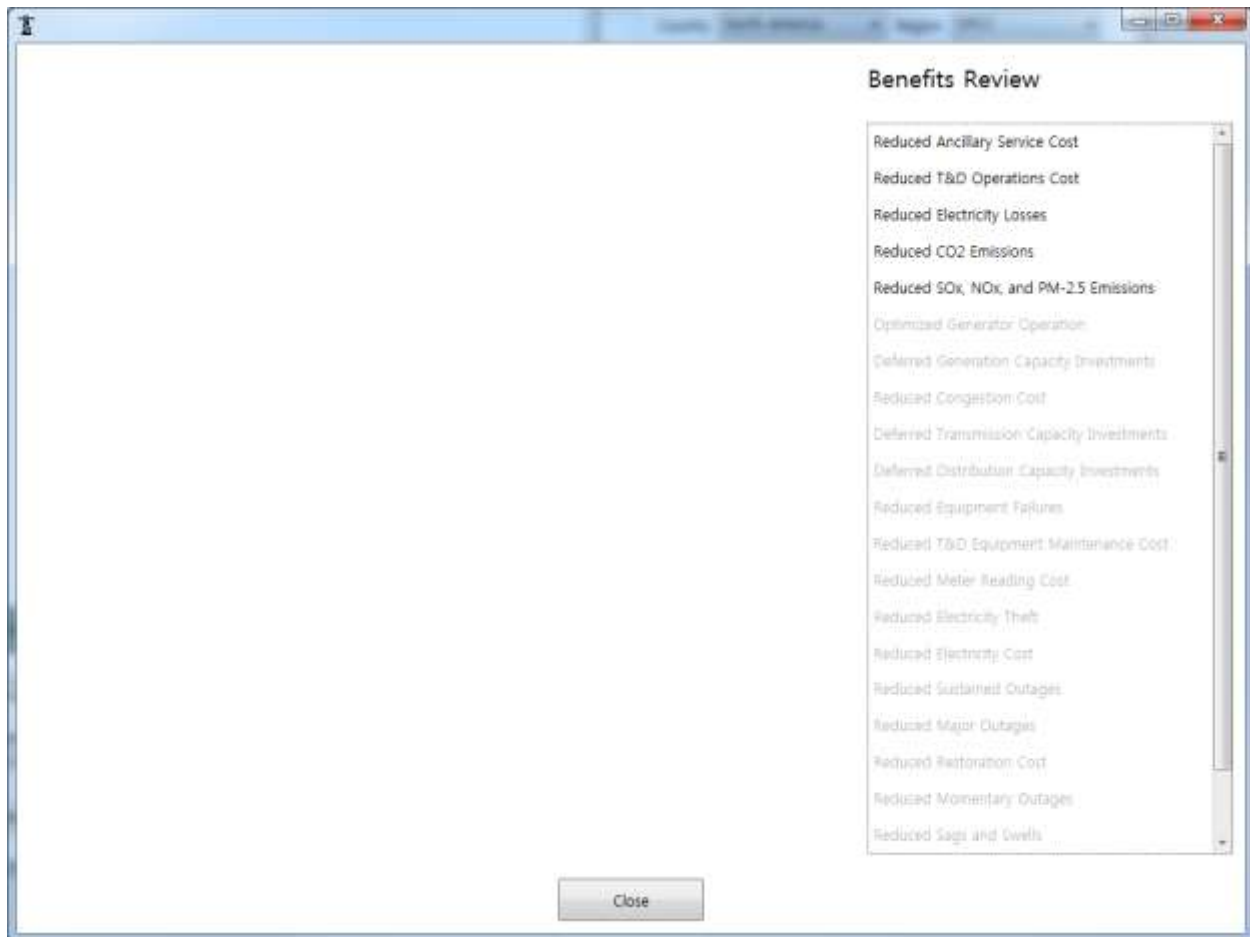 Benefits Review
Reduced Ancillary Service Cost
Reduced T&D Operations Cost
Reduced Electricity Losses
Reduced CO2 Emissions
Reduced SOx, NOx, and PM-2.5 Emissions
Optimized Generator Operation
Deferred Generation Capacity Investments
Reduced Congestion Cost
Deferred Transmission Capacity Investments
Deferred Distribution Capacity Investments
Reduced Equipment Failures
Reduced T&D Equipment Maintenance Cost
Reduced Meter Reading Cost
Reduced Electricity Theft
Reduced Electricity Cost
Reduced Sustained Outages
Reduced Major Outages
Reduced Restoration Cost
Reduced Momentary Outages
Reduced Sags and Swells
Close